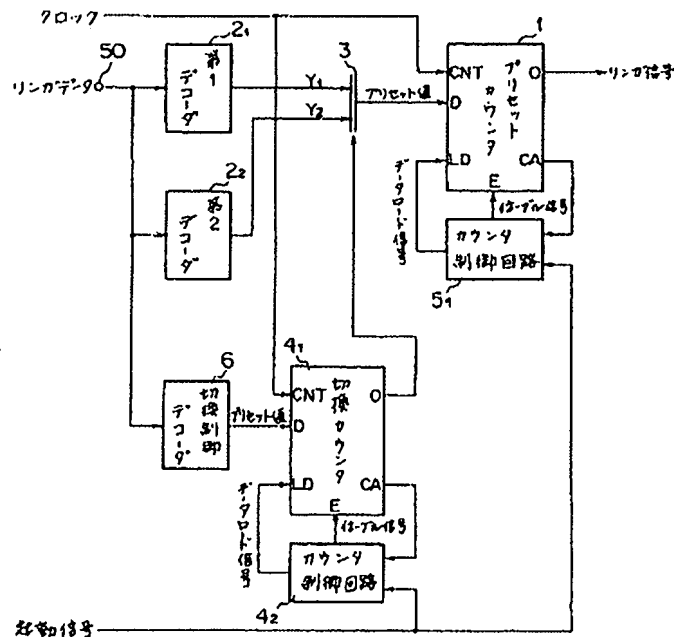 クロック
リンガデータ
50
2₁
第1
デコーダ
Y₁
Y₂
3
プリセット値
1
CNT
D
LD
E
O
CA
プリセット
カウンタ
リンガ信号
2₂
第2
デコーダ
データロード信号
イネーブル信号
カウンタ
制御回路
5₁
6
切換制御
デコーダ
プリセット値
4₁
CNT
D
LD
E
O
CA
切換カウンタ
データロード信号
イネーブル信号
カウンタ
制御回路
4₂
起動信号